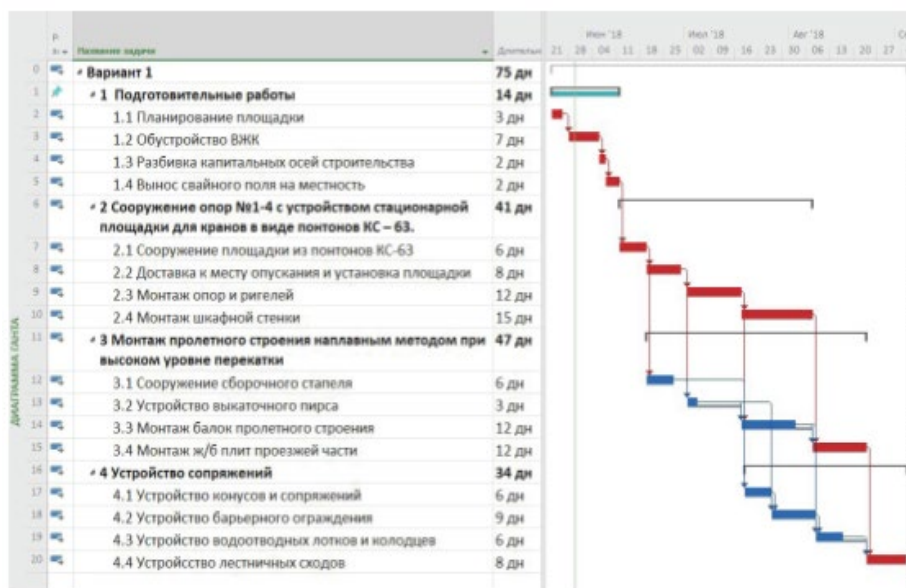 Название задачи
Июн '18 Июл '18 Авг '18
21 28 04 11 18 25 02 09 16 23 30 06 13 20 27
0 Вариант 1 75 дн
1 1 Подготовительные работы 14 дн
2 1.1 Планирование площадки 3 дн
3 1.2 Обустройство ВЖК 7 дн
4 1.3 Разбивка капитальных осей строительства 2 дн
5 1.4 Вынос свайного поля на местность 2 дн
6 2 Сооружение опор №1-4 с устройством стационарной 41 дн
площадки для кранов в виде понтонов КС – 63.
7 2.1 Сооружение площадки из понтонов КС-63 6 дн
8 2.2 Доставка к месту опускания и установка площадки 8 дн
9 2.3 Монтаж опор и ригелей 12 дн
10 2.4 Монтаж шкафной стенки 15 дн
11 3 Монтаж пролетного строения наплавным методом при 47 дн
высоком уровне перекатки
12 3.1 Сооружение сборочного стапеля 6 дн
13 3.2 Устройство выкаточного пирса 3 дн
14 3.3 Монтаж балок пролетного строения 12 дн
15 3.4 Монтаж ж/б плит проезжей части 12 дн
16 4 Устройство сопряжений 34 дн
17 4.1 Устройство конусов и сопряжений 6 дн
18 4.2 Устройство барьерного ограждения 9 дн
19 4.3 Устройство водоотводных лотков и колодцев 6 дн
20 4.4 Устройсство лестничных сходов 8 дн
ДИАГРАММА ГАНТА